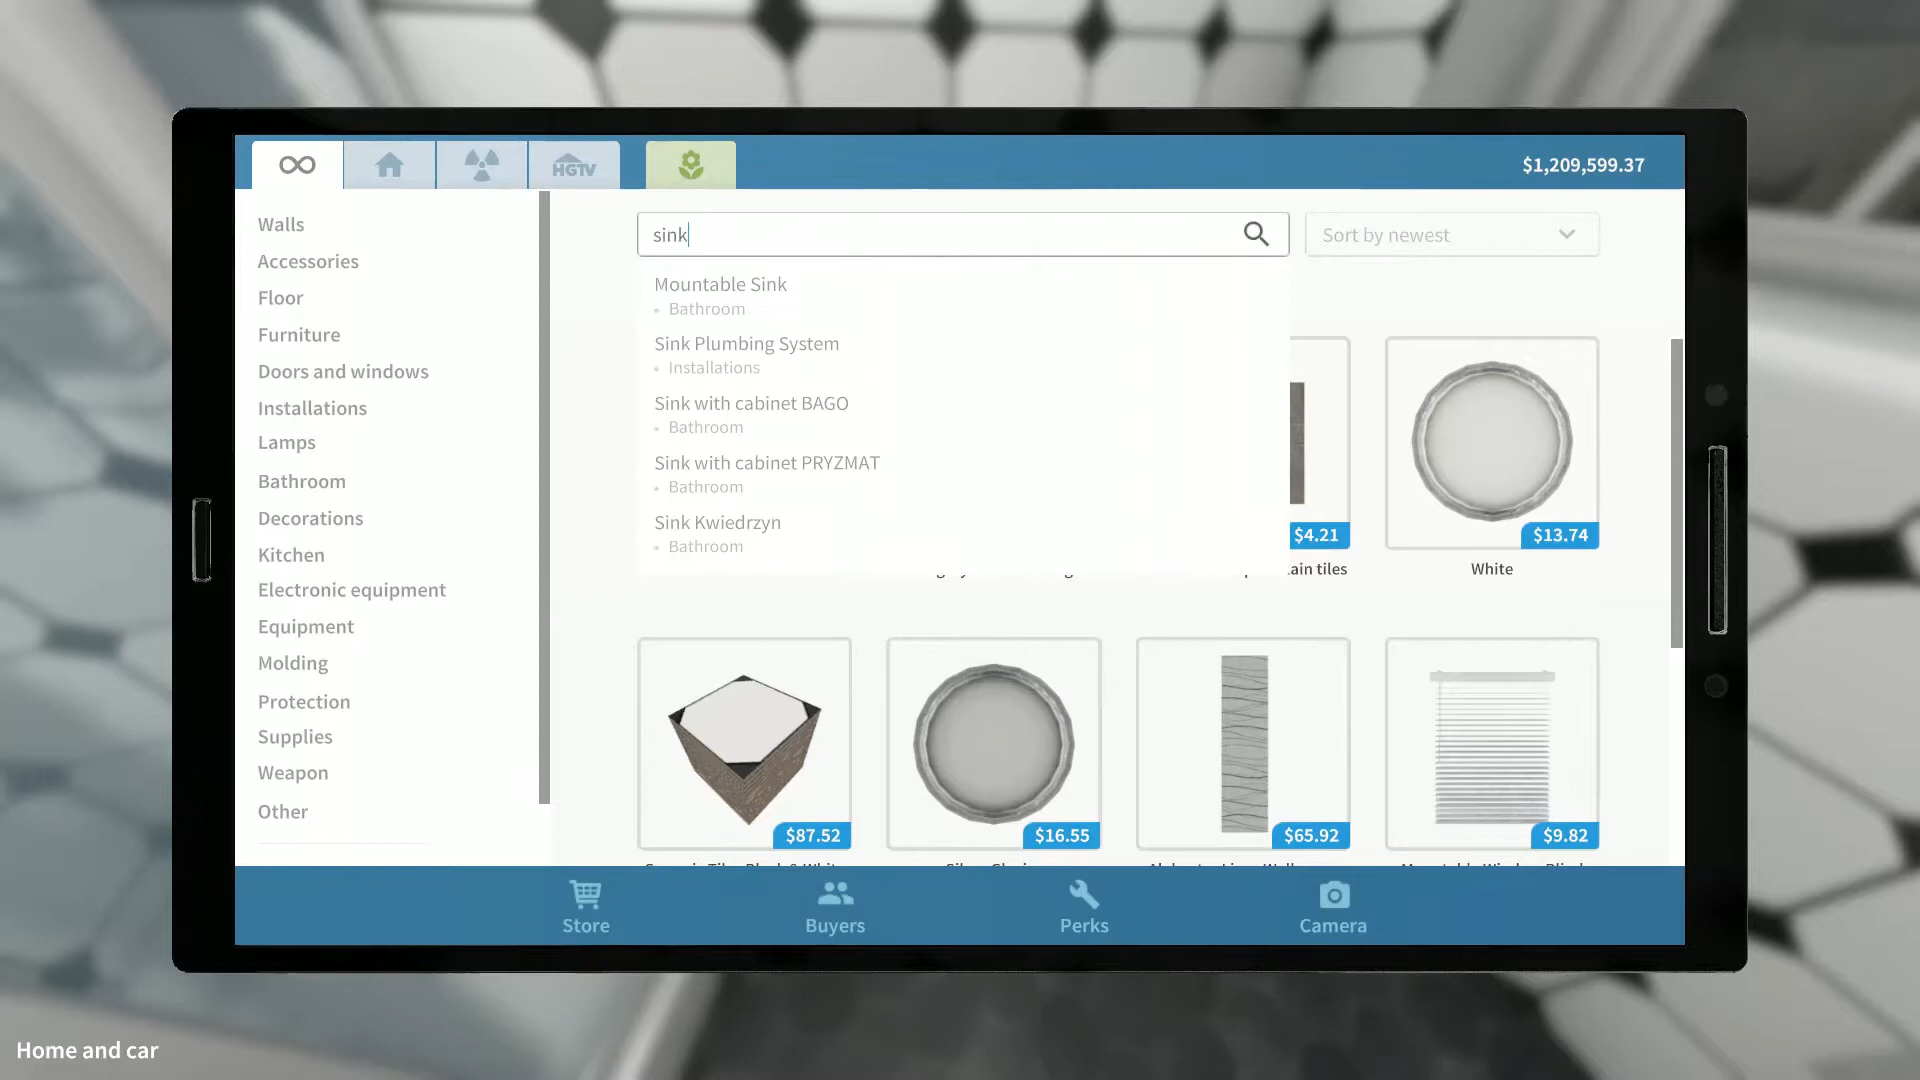 HGTV
$1,209,599.37
Walls
Accessories
Floor
Furniture
Doors and windows
Installations
Lamps
Bathroom
Decorations
Kitchen
Electronic equipment
Equipment
Molding
Protection
Supplies
Weapon
Other
sink
Sort by newest
Mountable Sink
• Bathroom
Sink Plumbing System
• Installations
Sink with cabinet BAGO
• Bathroom
Sink with cabinet PRYZMAT
• Bathroom
Sink Kwiedrzyn
• Bathroom
$4.21
$13.74
tiles
White
$87.52
$16.55
$65.92
$9.82
Store
Buyers
Perks
Camera
Home and car